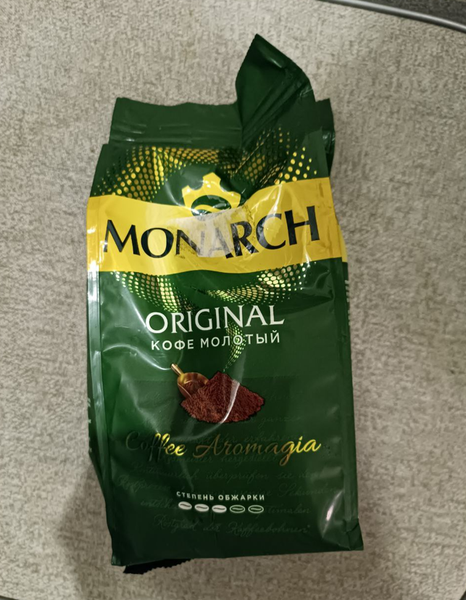 MONARCH
ORIGINAL
КОФЕ МОЛОТЫЙ
Coffee Aromagia
СТЕПЕНЬ ОБЖАРКИ